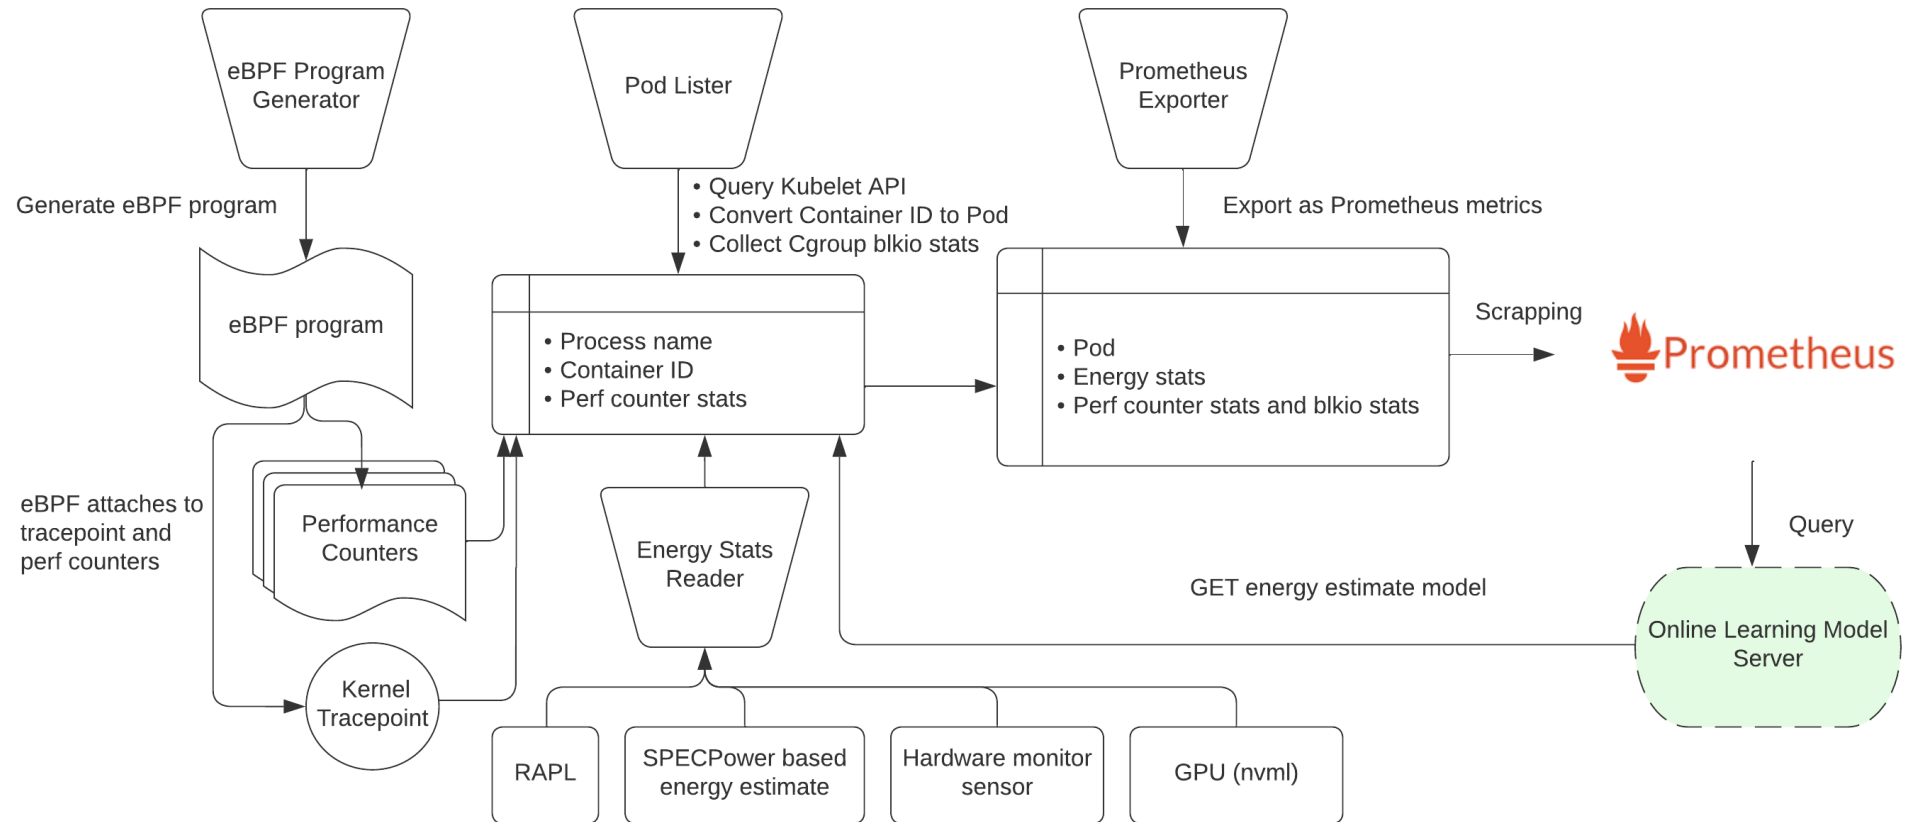 eBPF Program
Generator
Pod Lister
Prometheus
Exporter
Generate eBPF program
• Query Kubelet API
• Convert Container ID to Pod
• Collect Cgroup blkio stats
Export as Prometheus metrics
eBPF program
• Process name
• Container ID
• Perf counter stats
• Pod
• Energy stats
• Perf counter stats and blkio stats
Scrapping
Prometheus
eBPF attaches to
tracepoint and
perf counters
Performance
Counters
Energy Stats
Reader
Query
GET energy estimate model
Online Learning Model
Server
Kernel
Tracepoint
RAPL
SPECPower based
energy estimate
Hardware monitor
sensor
GPU (nvml)